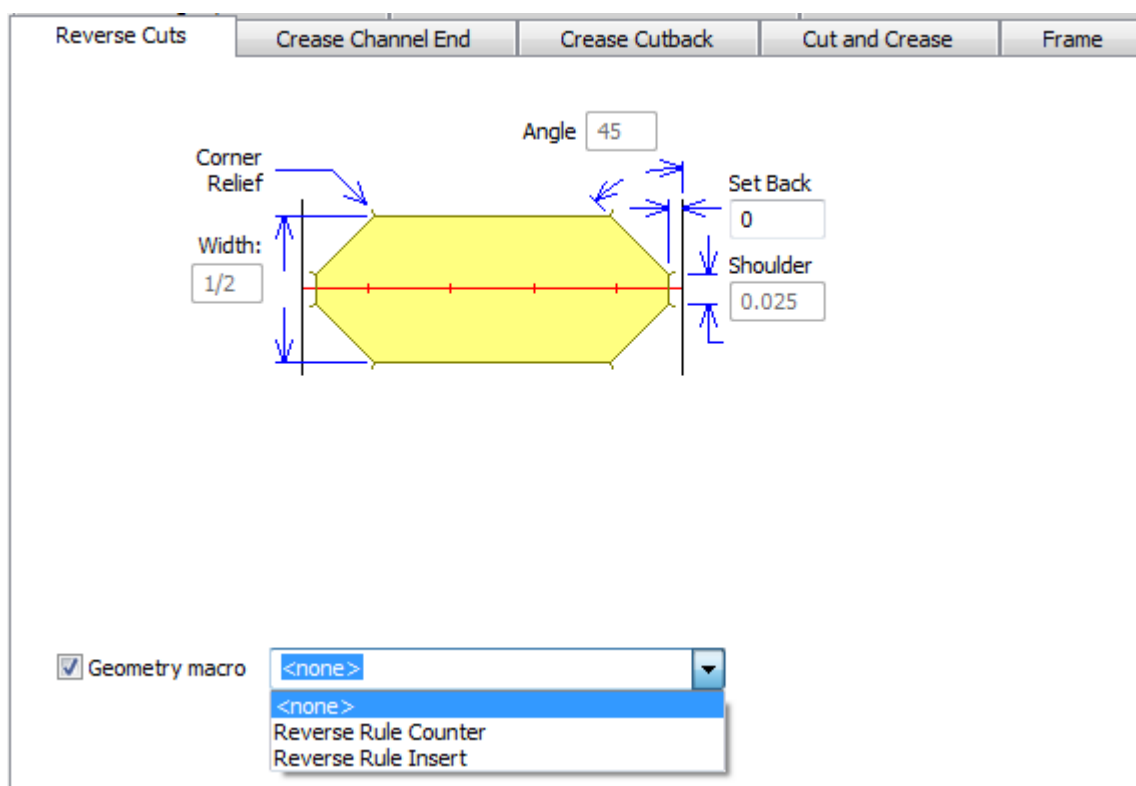 Reverse Cuts
Crease Channel End
Crease Cutback
Cut and Crease
Frame
Angle 45
Corner
Relief
Set Back
0
Width:
1/2
Shoulder
0.025
Geometry macro <none>
<none>
Reverse Rule Counter
Reverse Rule Insert